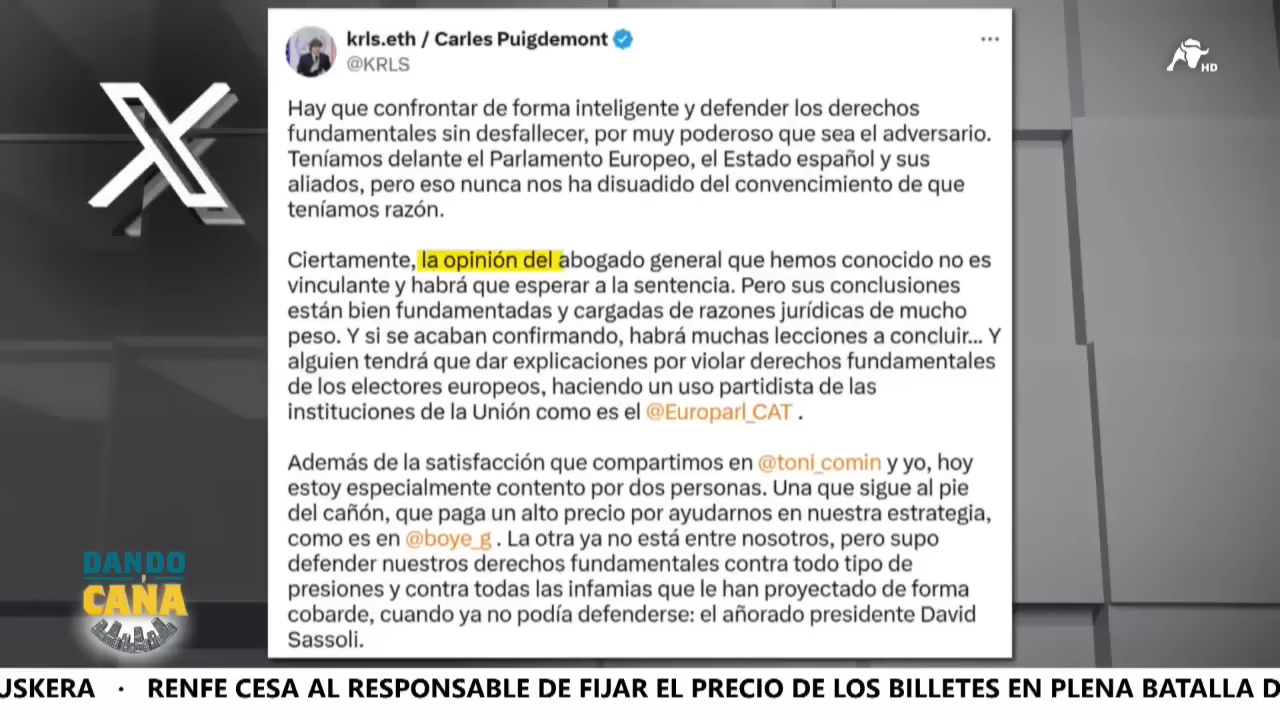 krls.eth / Carles Puigdemont
@KRLS
HD
Hay que confrontar de forma inteligente y defender los derechos
fundamentales sin desfallecer, por muy poderoso que sea el adversario.
Teníamos delante el Parlamento Europeo, el Estado español y sus
aliados, pero eso nunca nos ha disuadido del convencimiento de que
teníamos razón.
Ciertamente, la opinión del abogado general que hemos conocido no es
vinculante y habrá que esperar a la sentencia. Pero sus conclusiones
están bien fundamentadas y cargadas de razones jurídicas de mucho
peso. Y si se acaban confirmando, habrá muchas lecciones a concluir... Y
alguien tendrá que dar explicaciones por violar derechos fundamentales
de los electores europeos, haciendo un uso partidista de las
instituciones de la Unión como es el @Europarl_CAT .
Además de la satisfacción que compartimos en @toni_comin y yo, hoy
estoy especialmente contento por dos personas. Una que sigue al pie
del cañón, que paga un alto precio por ayudarnos en nuestra estrategia,
como es en @boye_g . La otra ya no está entre nosotros, pero supo
defender nuestros derechos fundamentales contra todo tipo de
presiones y contra todas las infamias que le han proyectado de forma
cobarde, cuando ya no podía defenderse: el añorado presidente David
Sassoli.
DANDO
CAÑA
USKERA · RENFE CESA AL RESPONSABLE DE FIJAR EL PRECIO DE LOS BILLETES EN PLENA BATALLA D